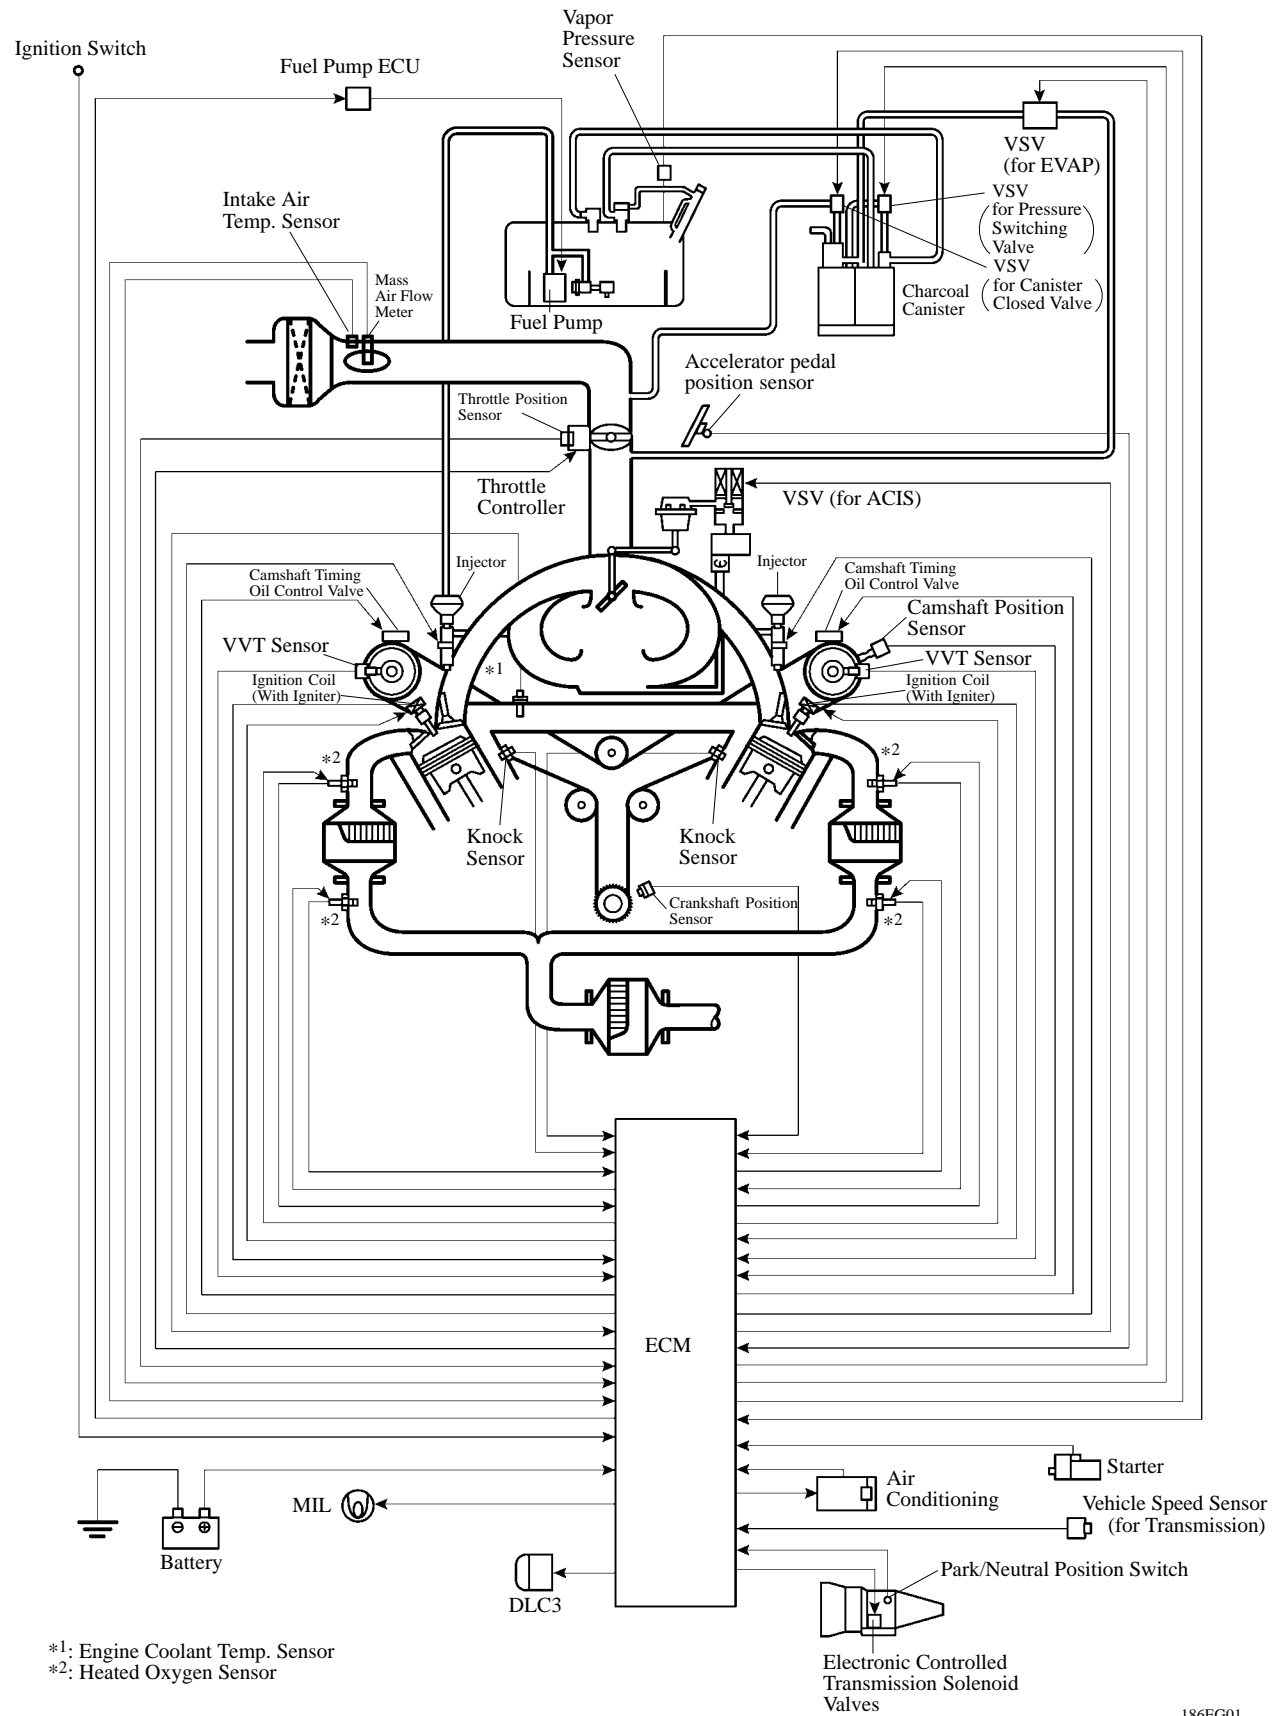 Ignition Switch
Fuel Pump ECU
Vapor
Pressure
Sensor
VSV
(for EVAP)
Intake Air
Temp. Sensor
VSV
for Pressure
Switching
Valve
Mass
Air Flow
Meter
VSV
for Canister
Closed Valve
Charcoal
Canister
Fuel Pump
Accelerator pedal
position sensor
Throttle Position
Sensor
Throttle
Controller
VSV (for ACIS)
Injector
Injector
Camshaft Timing
Oil Control Valve
Camshaft Timing
Oil Control Valve
Camshaft Position
Sensor
VVT Sensor
*1
VVT Sensor
Ignition Coil
(With Igniter)
Ignition Coil
(With Igniter)
*2
*2
Knock
Sensor
Knock
Sensor
Crankshaft Position
Sensor
*2
*2
ECM
Starter
Air
Conditioning
MIL
Vehicle Speed Sensor
(for Transmission)
Battery
Park/Neutral Position Switch
DLC3
*1: Engine Coolant Temp. Sensor
*2: Heated Oxygen Sensor
Electronic Controlled
Transmission Solenoid
Valves